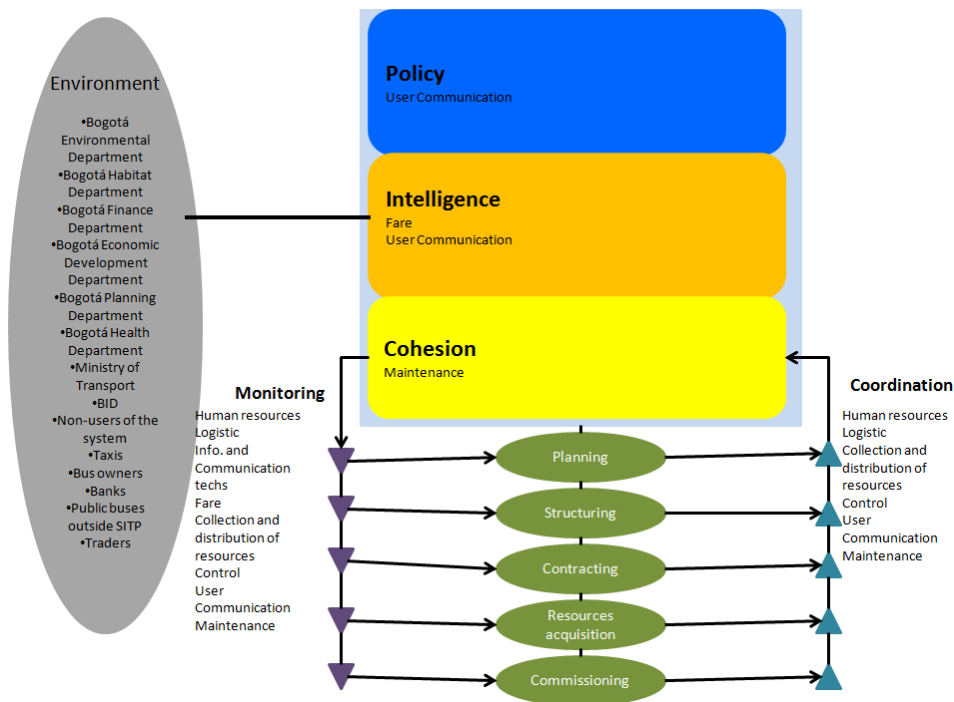 Environment
•Bogotá
Environmental
Department
•Bogotá Habitat
Department
•Bogotá Finance
Department
•Bogotá Economic
Development
Department
•Bogotá Planning
Department
•Bogotá Health
Department
•Ministry of
Transport
•BID
•Non-users of the
system
•Taxis
•Bus owners
•Banks
•Public buses
outside SITP
•Traders
Policy
User Communication
Intelligence
Fare
User Communication
Cohesion
Maintenance
Monitoring
Human resources
Logistic
Info. and
Communication
techs
Fare
Collection and
distribution of
resources
Control
User
Communication
Maintenance
Planning
Structuring
Contracting
Resources
acquisition
Commissioning
Coordination
Human resources
Logistic
Collection and
distribution of
resources
Control
User
Communication
Maintenance